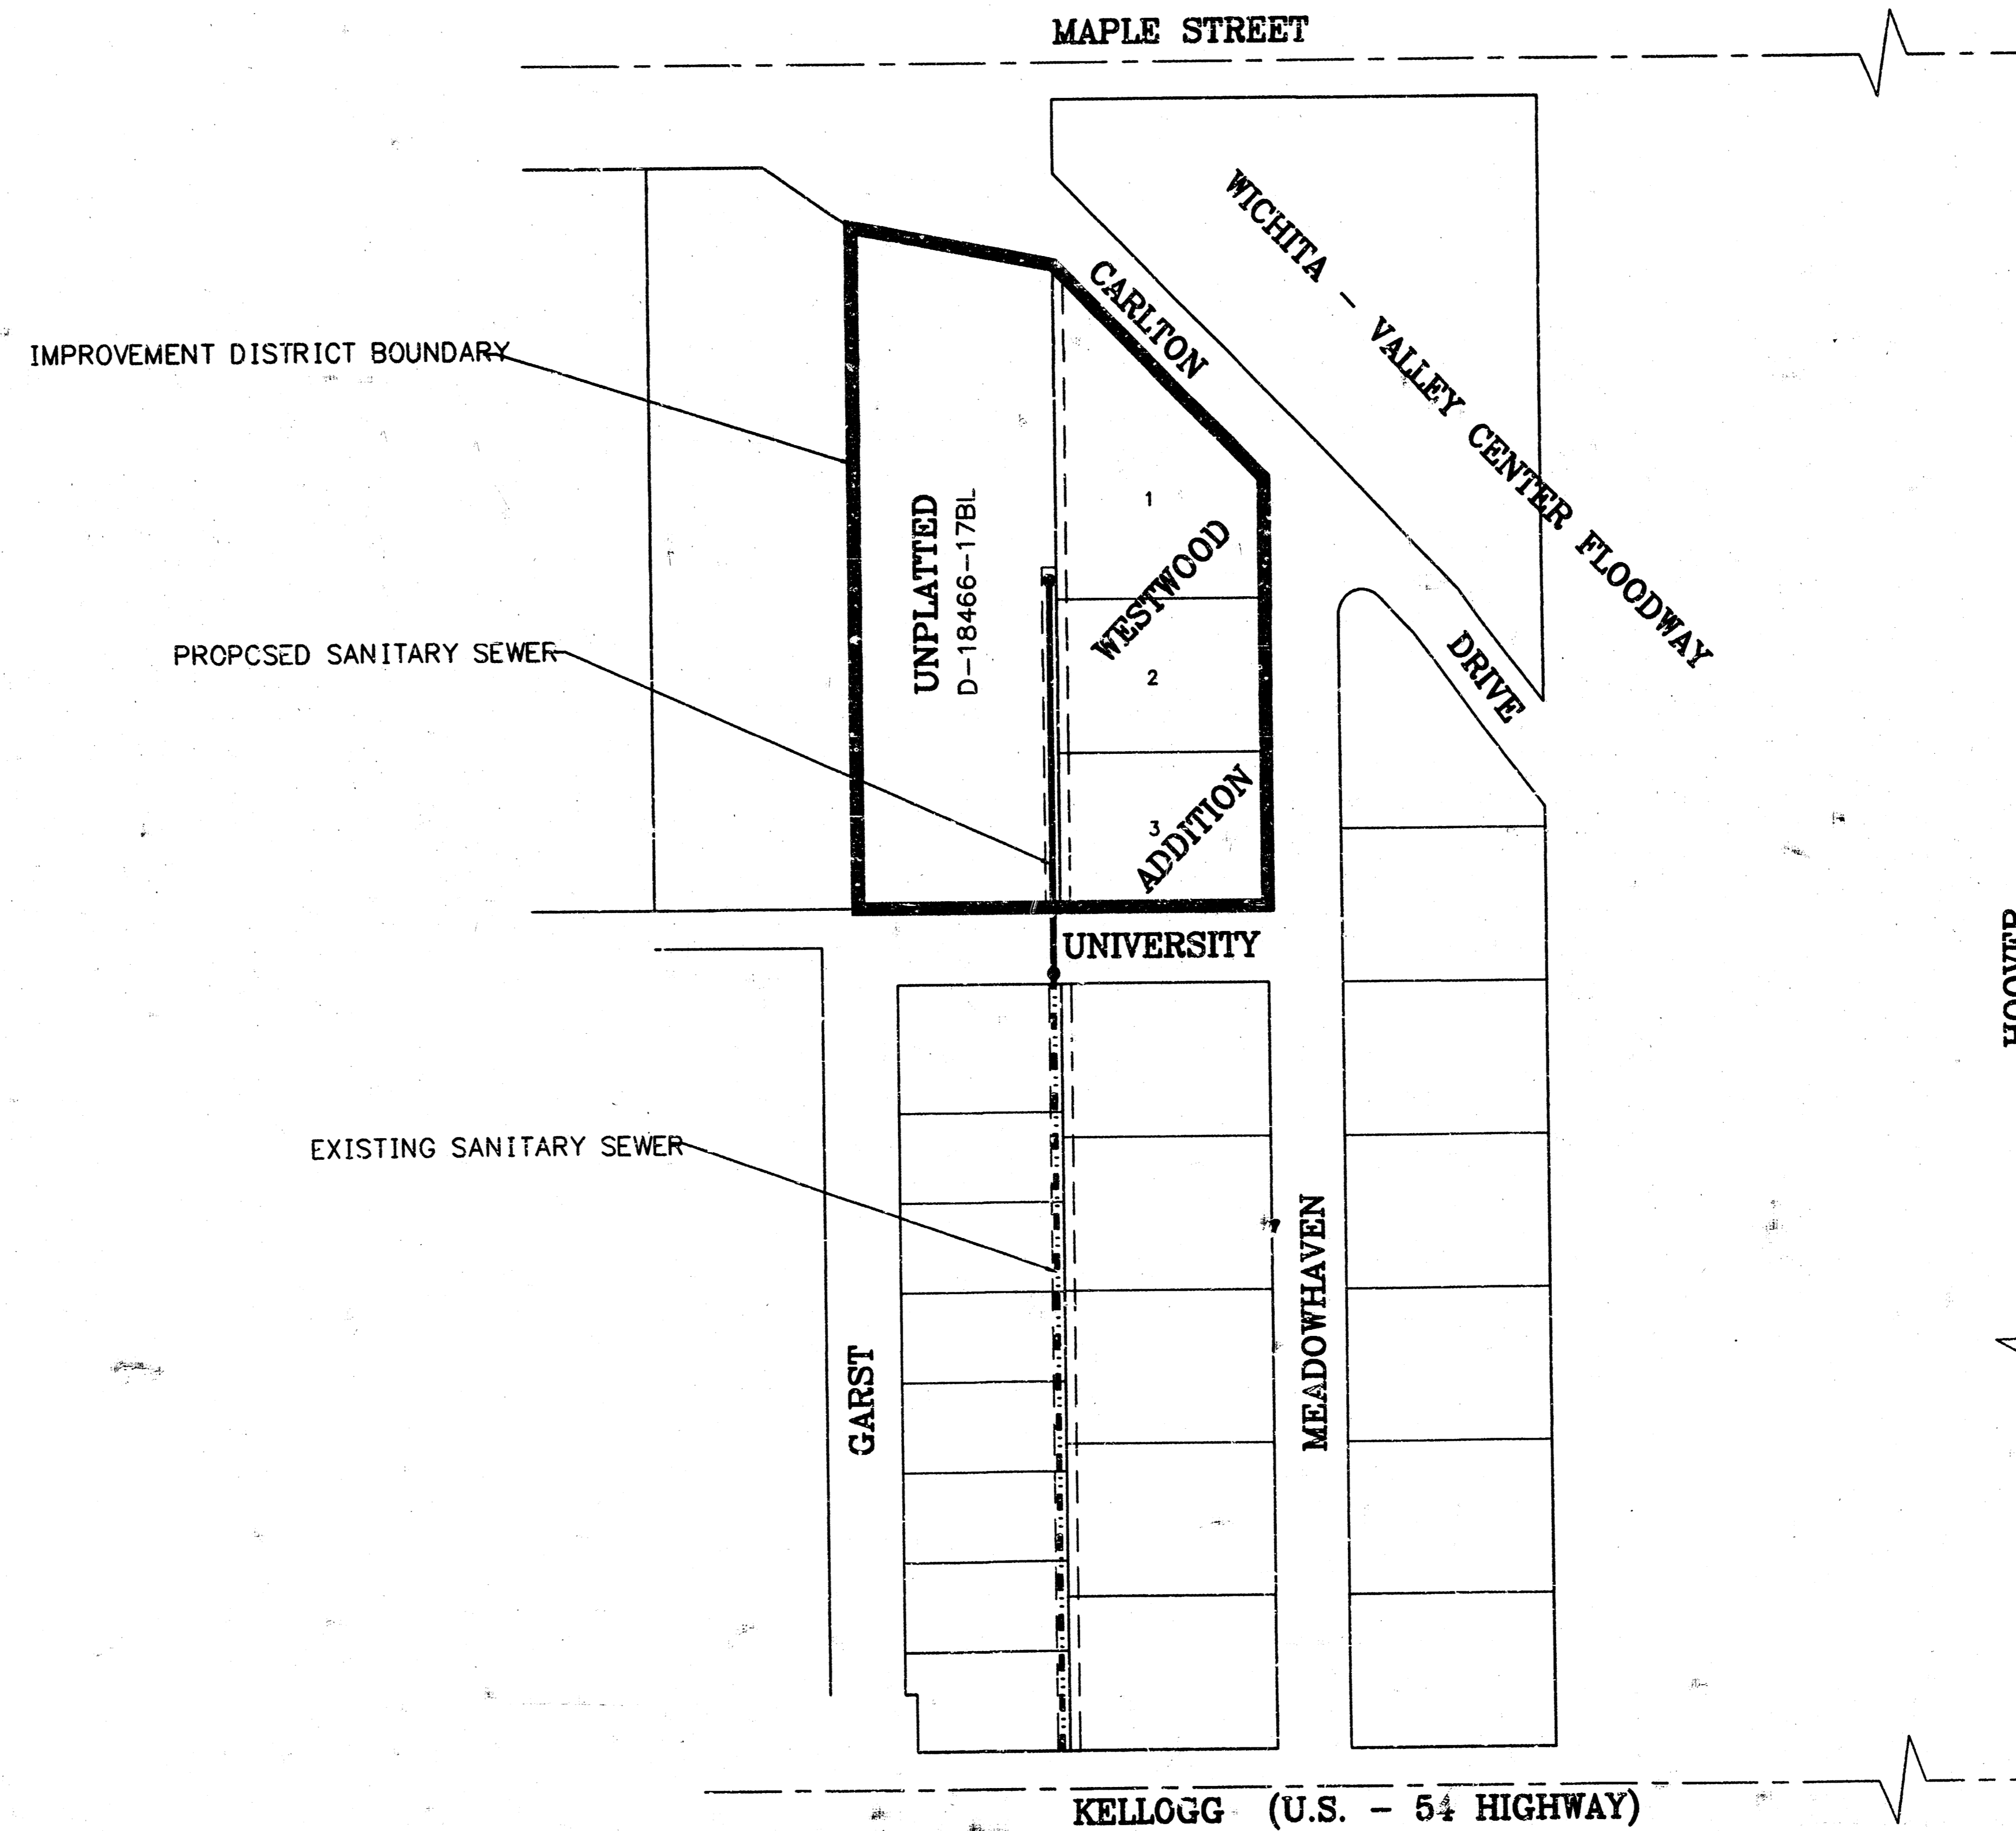 MAPLE STREET
WICHITA - VALLEY CENTER FLOODWAY
CARLTON
DRIVE
IMPROVEMENT DISTRICT BOUNDARY
UNPLATTED
D-18466-17BL
1
WESTWOOD
2
PROPCSED SANITARY SEWER
3
ADDITION
UNIVERSITY
HOOVER
EXISTING SANITARY SEWER
MEADOWHAVEN
GARST
KELLOGG (U.S. - 54 HIGHWAY)